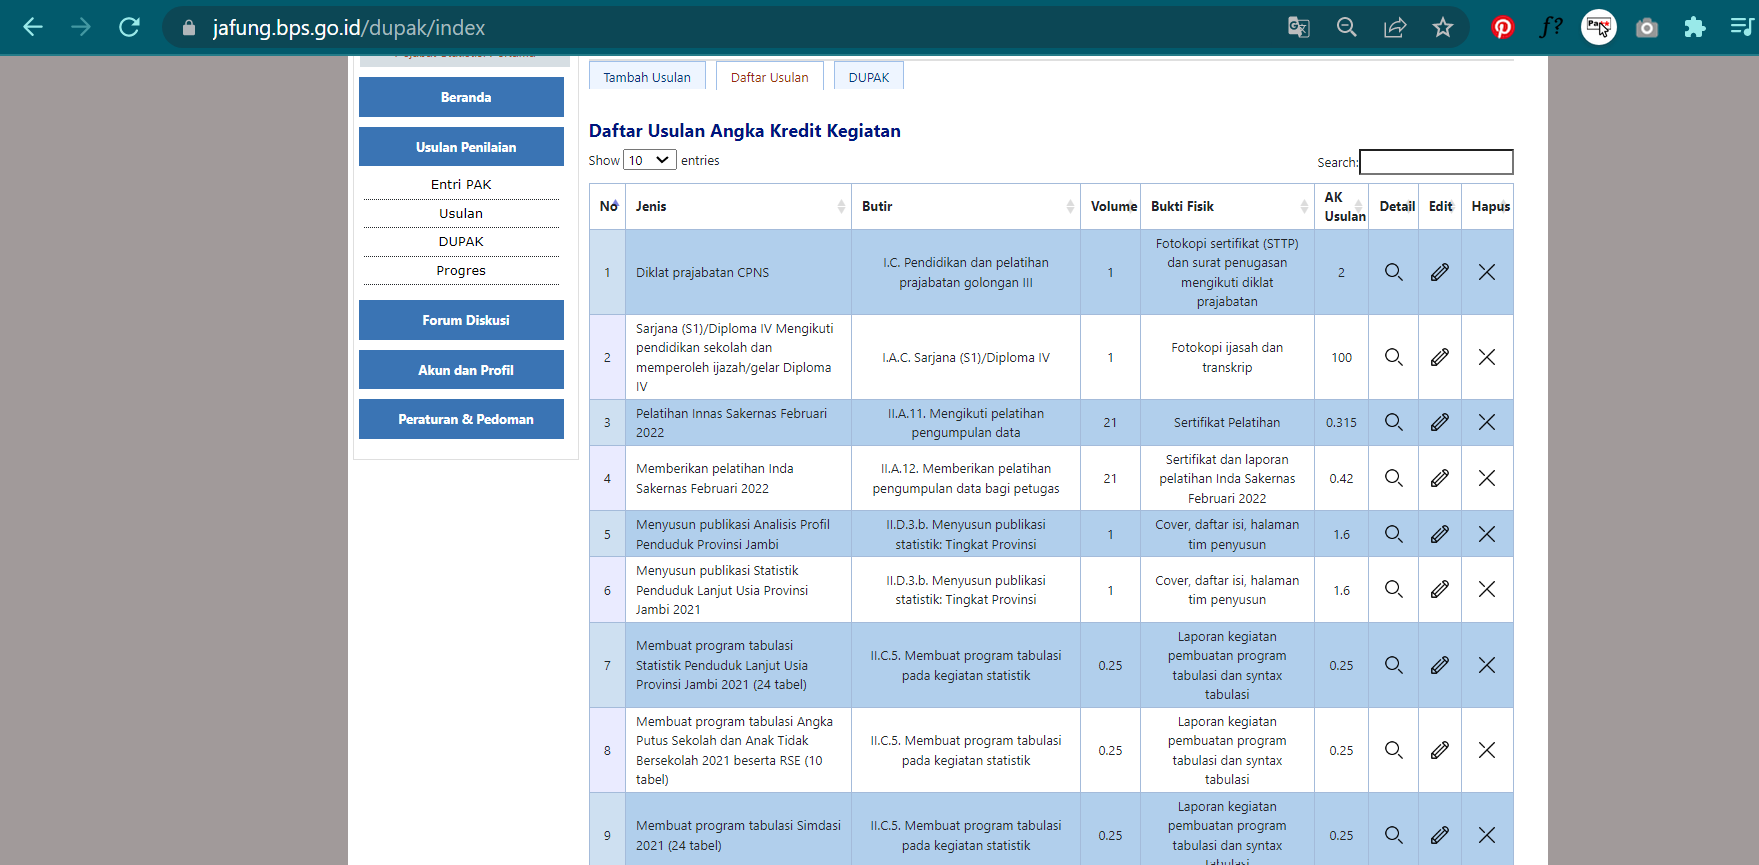 jafung.bps.go.id/dupak/index
Tambah Usulan
Daftar Usulan
DUPAK
Beranda
Usulan Penilaian
Entri PAK
Usulan
DUPAK
Progres
Forum Diskusi
Akun dan Profil
Peraturan & Pedoman
Daftar Usulan Angka Kredit Kegiatan
Show 10 entries
Search:
No Jenis Butir Volume Bukti Fisik AK Usulan Detail Edit Hapus
1
Diklat prajabatan CPNS
I.C. Pendidikan dan pelatihan
prajabatan golongan III
1
Fotokopi sertifikat (STTP)
dan surat penugasan
mengikuti diklat
prajabatan
2
2
Sarjana (S1)/Diploma IV Mengikuti
pendidikan sekolah dan
memperoleh ijazah/gelar Diploma
IV
I.A.C. Sarjana (S1)/Diploma IV
1
Fotokopi ijasah dan
transkrip
100
3
Pelatihan Innas Sakernas Februari
2022
II.A.11. Mengikuti pelatihan
pengumpulan data
21
Sertifikat Pelatihan
0.315
4
Memberikan pelatihan Inda
Sakernas Februari 2022
II.A.12. Memberikan pelatihan
pengumpulan data bagi petugas
21
Sertifikat dan laporan
pelatihan Inda Sakernas
Februari 2022
0.42
5
Menyusun publikasi Analisis Profil
Penduduk Provinsi Jambi
II.D.3.b. Menyusun publikasi
statistik: Tingkat Provinsi
1
Cover, daftar isi, halaman
tim penyusun
1.6
6
Menyusun publikasi Statistik
Penduduk Lanjut Usia Provinsi
Jambi 2021
II.D.3.b. Menyusun publikasi
statistik: Tingkat Provinsi
1
Cover, daftar isi, halaman
tim penyusun
1.6
7
Membuat program tabulasi
Statistik Penduduk Lanjut Usia
Provinsi Jambi 2021 (24 tabel)
II.C.5. Membuat program tabulasi
pada kegiatan statistik
0.25
Laporan kegiatan
pembuatan program
tabulasi dan syntax
tabulasi
0.25
8
Membuat program tabulasi Angka
Putus Sekolah dan Anak Tidak
Bersekolah 2021 beserta RSE (10
tabel)
II.C.5. Membuat program tabulasi
pada kegiatan statistik
0.25
Laporan kegiatan
pembuatan program
tabulasi dan syntax
tabulasi
0.25
9
Membuat program tabulasi Simdasi
2021 (24 tabel)
II.C.5. Membuat program tabulasi
pada kegiatan statistik
0.25
Laporan kegiatan
pembuatan program
tabulasi dan syntax
0.25